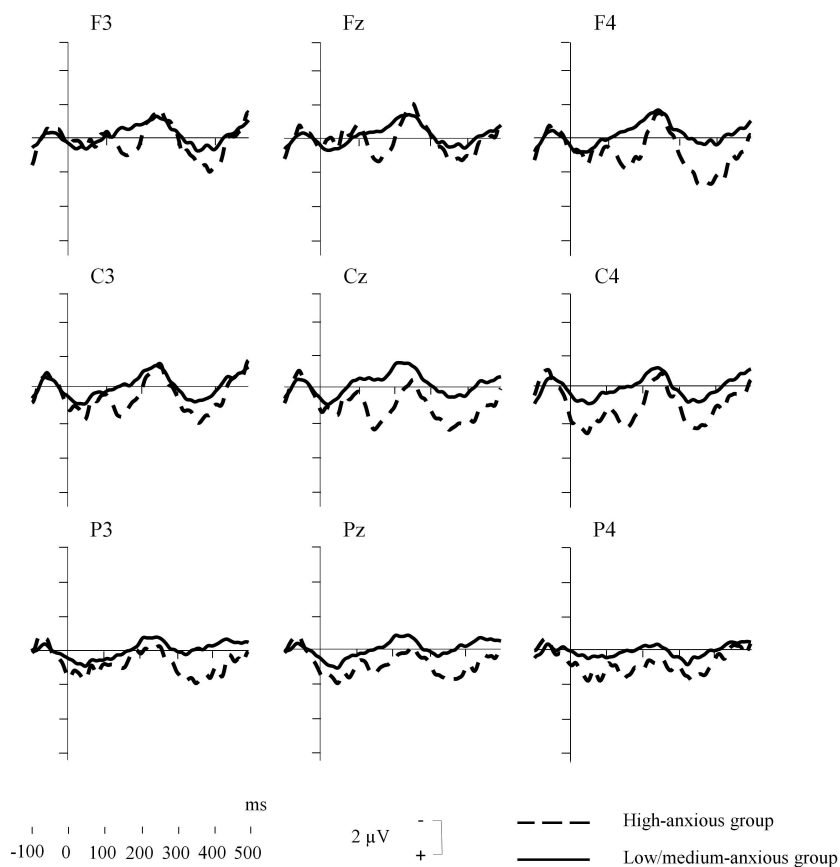 F3 Fz F4
C3 Cz C4
P3 Pz P4
ms
-100 0 100 200 300 400 500
2 µV
-
+
High-anxious group
Low/medium-anxious group